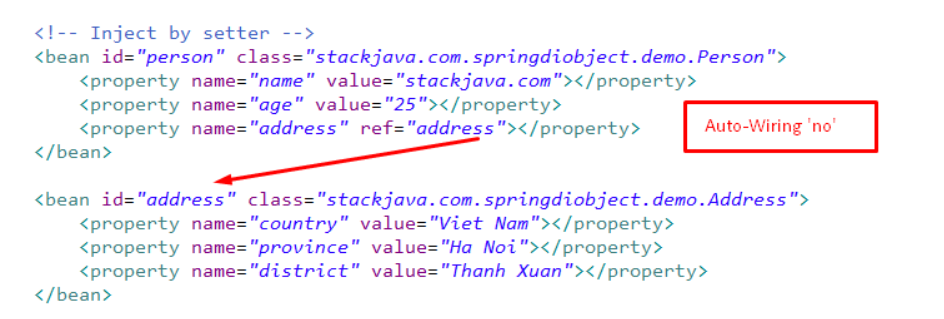 <!-- Inject by setter -->
<bean id="person" class="stackjava.com.springdiobject.demo.Person">
    <property name="name" value="stackjava.com"></property>
    <property name="age" value="25"></property>
    <property name="address" ref="address"></property>
Auto-Wiring 'no'
</bean>
<bean id="address" class="stackjava.com.springdiobject.demo.Address">
    <property name="country" value="Viet Nam"></property>
    <property name="province" value="Ha Noi"></property>
    <property name="district" value="Thanh Xuan"></property>
</bean>